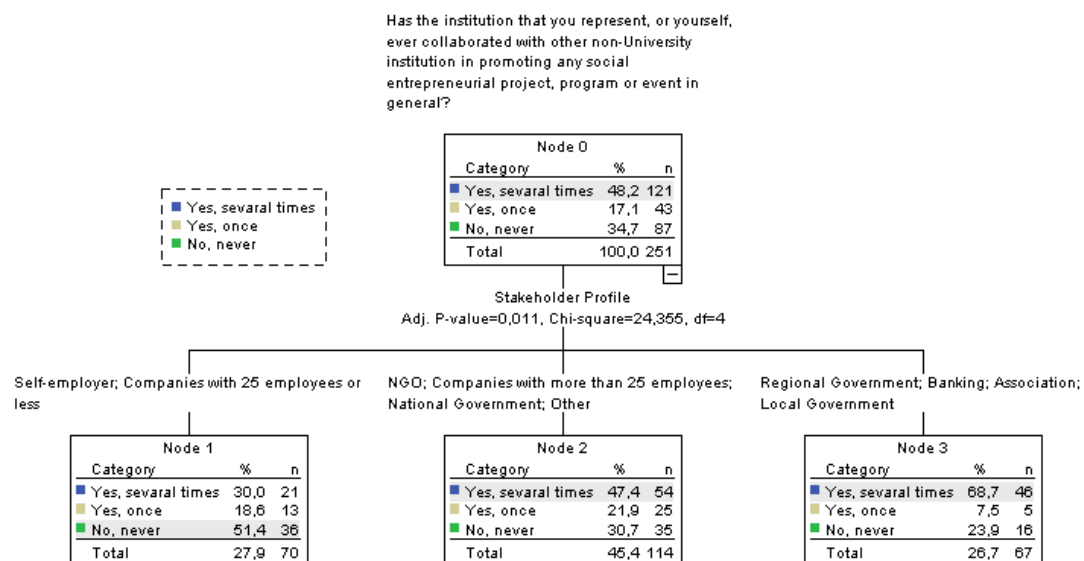 Has the institution that you represent, or yourself,
ever collaborated with other non-University
institution in promoting any social
entrepreneurial project, program or event in
general?
Node 0
Category % n
Yes, sevaral times 48,2 121
Yes, once 17,1 43
No, never 34,7 87
Total 100,0 251
Yes, sevaral times
Yes, once
No, never
Stakeholder Profile
Adj. P-value=0,011, Chi-square=24,355, df=4
Self-employer; Companies with 25 employees or
less
Node 1
Category % n
Yes, sevaral times 30,0 21
Yes, once 18,6 13
No, never 51,4 36
Total 27,9 70
NGO; Companies with more than 25 employees;
National Government; Other
Node 2
Category % n
Yes, sevaral times 47,4 54
Yes, once 21,9 25
No, never 30,7 35
Total 45,4 114
Regional Government; Banking; Association;
Local Government
Node 3
Category % n
Yes, sevaral times 68,7 46
Yes, once 7,5 5
No, never 23,9 16
Total 26,7 67